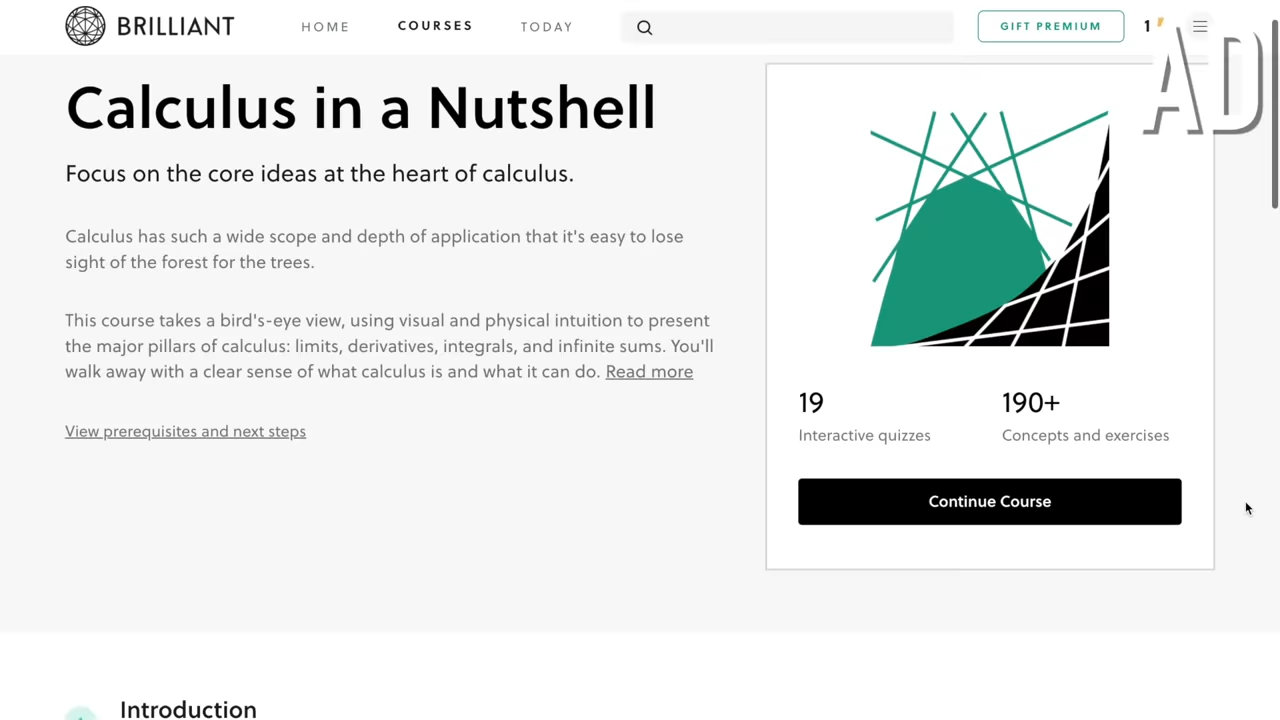 BRILLIANT
HOME
COURSES
TODAY
GIFT PREMIUM
1
AD
Calculus in a Nutshell
Focus on the core ideas at the heart of calculus.
Calculus has such a wide scope and depth of application that it's easy to lose
sight of the forest for the trees.
This course takes a bird's-eye view, using visual and physical intuition to present
the major pillars of calculus: limits, derivatives, integrals, and infinite sums. You'll
walk away with a clear sense of what calculus is and what it can do. Read more
View prerequisites and next steps
19
Interactive quizzes
190+
Concepts and exercises
Continue Course
Introduction